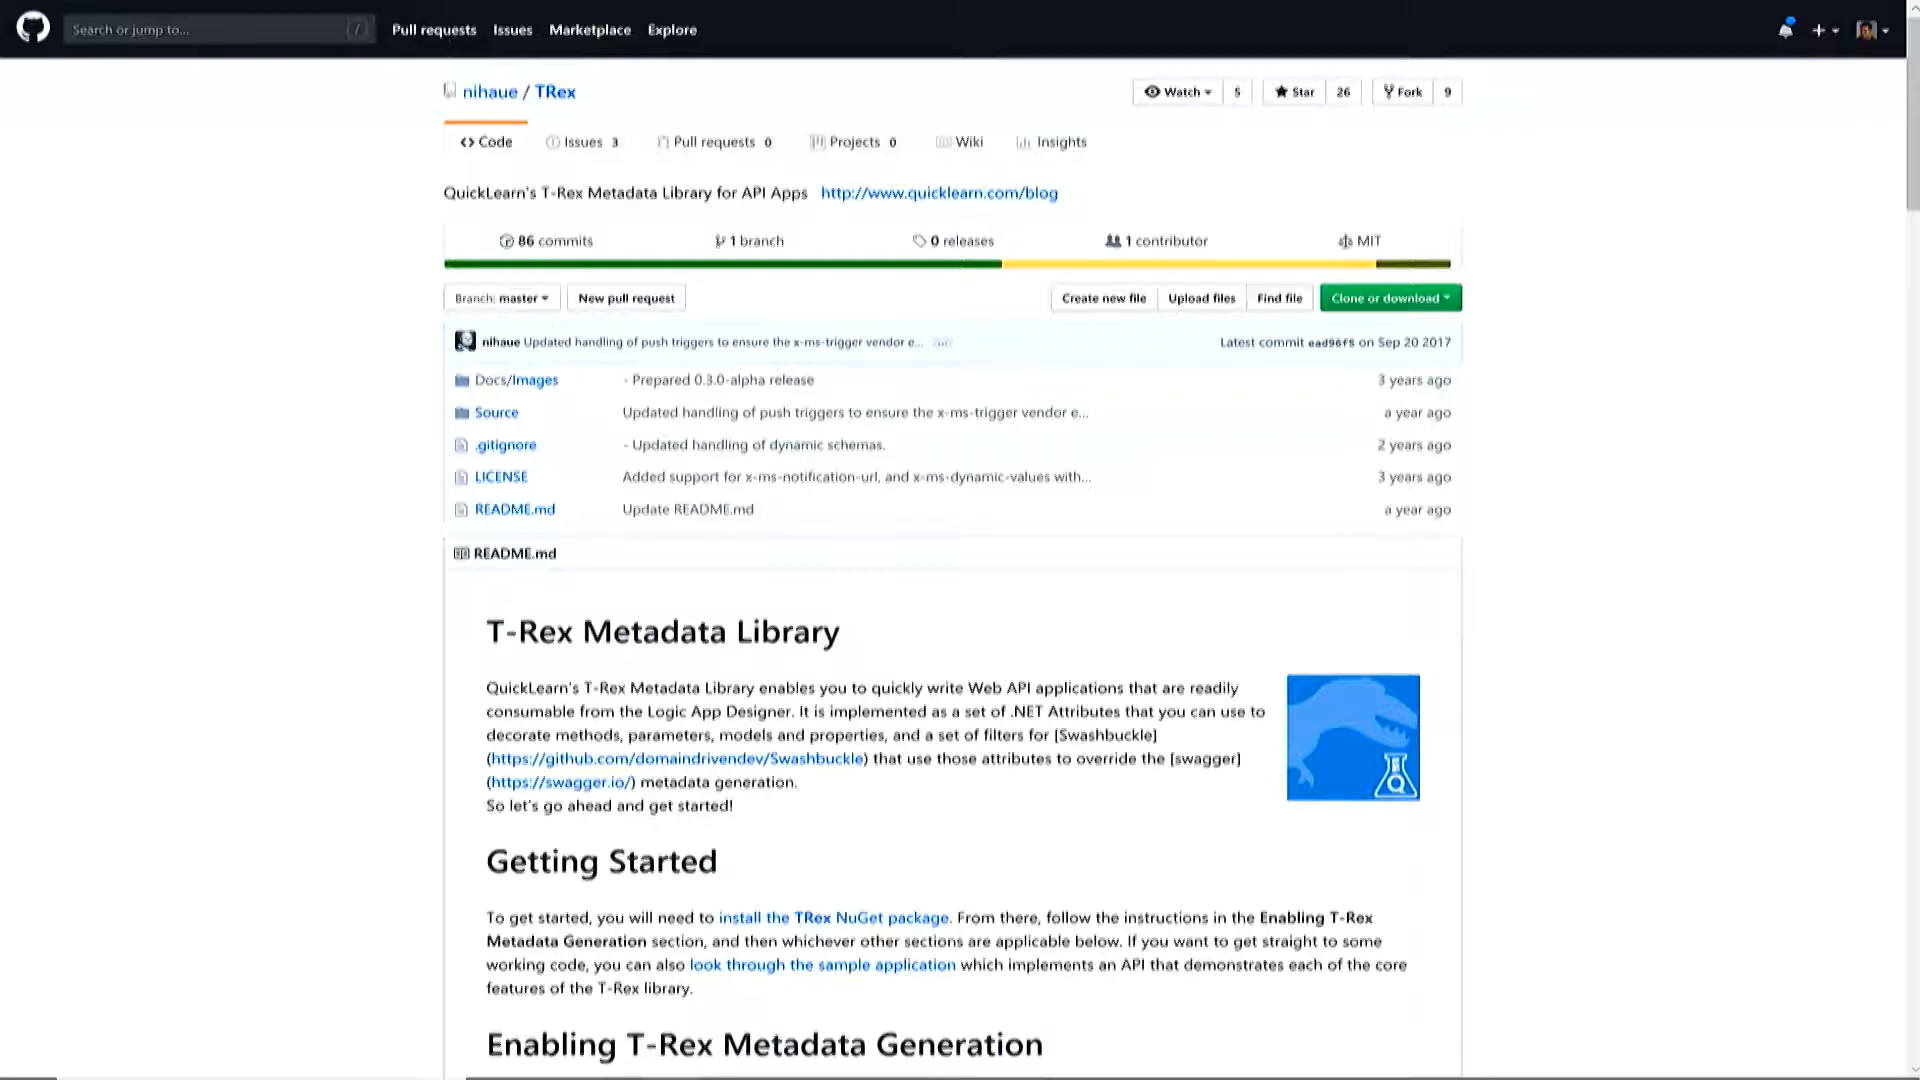 Search or jump to... /
Pull requests Issues Marketplace Explore
nihaue / TRex
Watch 5 Star 26 Fork 9
Code Issues 3 Pull requests 0 Projects 0 Wiki Insights
QuickLearn's T-Rex Metadata Library for API Apps http://www.quicklearn.com/blog
86 commits 1 branch 0 releases 1 contributor MIT
Branch: master New pull request Create new file Upload files Find file Clone or download
nihaue Updated handling of push triggers to ensure the x-ms-trigger vendor e... Latest commit ead96f5 on Sep 20 2017
Docs/Images - Prepared 0.3.0-alpha release 3 years ago
Source Updated handling of push triggers to ensure the x-ms-trigger vendor e... a year ago
.gitignore - Updated handling of dynamic schemas. 2 years ago
LICENSE Added support for x-ms-notification-url, and x-ms-dynamic-values with... 3 years ago
README.md Update README.md a year ago
README.md
T-Rex Metadata Library
QuickLearn's T-Rex Metadata Library enables you to quickly write Web API applications that are readily
consumable from the Logic App Designer. It is implemented as a set of .NET Attributes that you can use to
decorate methods, parameters, models and properties, and a set of filters for [Swashbuckle]
(https://github.com/domaindrivendev/Swashbuckle) that use those attributes to override the [swagger]
(https://swagger.io/) metadata generation.
So let's go ahead and get started!
Q
Getting Started
To get started, you will need to install the TRex NuGet package. From there, follow the instructions in the Enabling T-Rex
Metadata Generation section, and then whichever other sections are applicable below. If you want to get straight to some
working code, you can also look through the sample application which implements an API that demonstrates each of the core
features of the T-Rex library.
Enabling T-Rex Metadata Generation